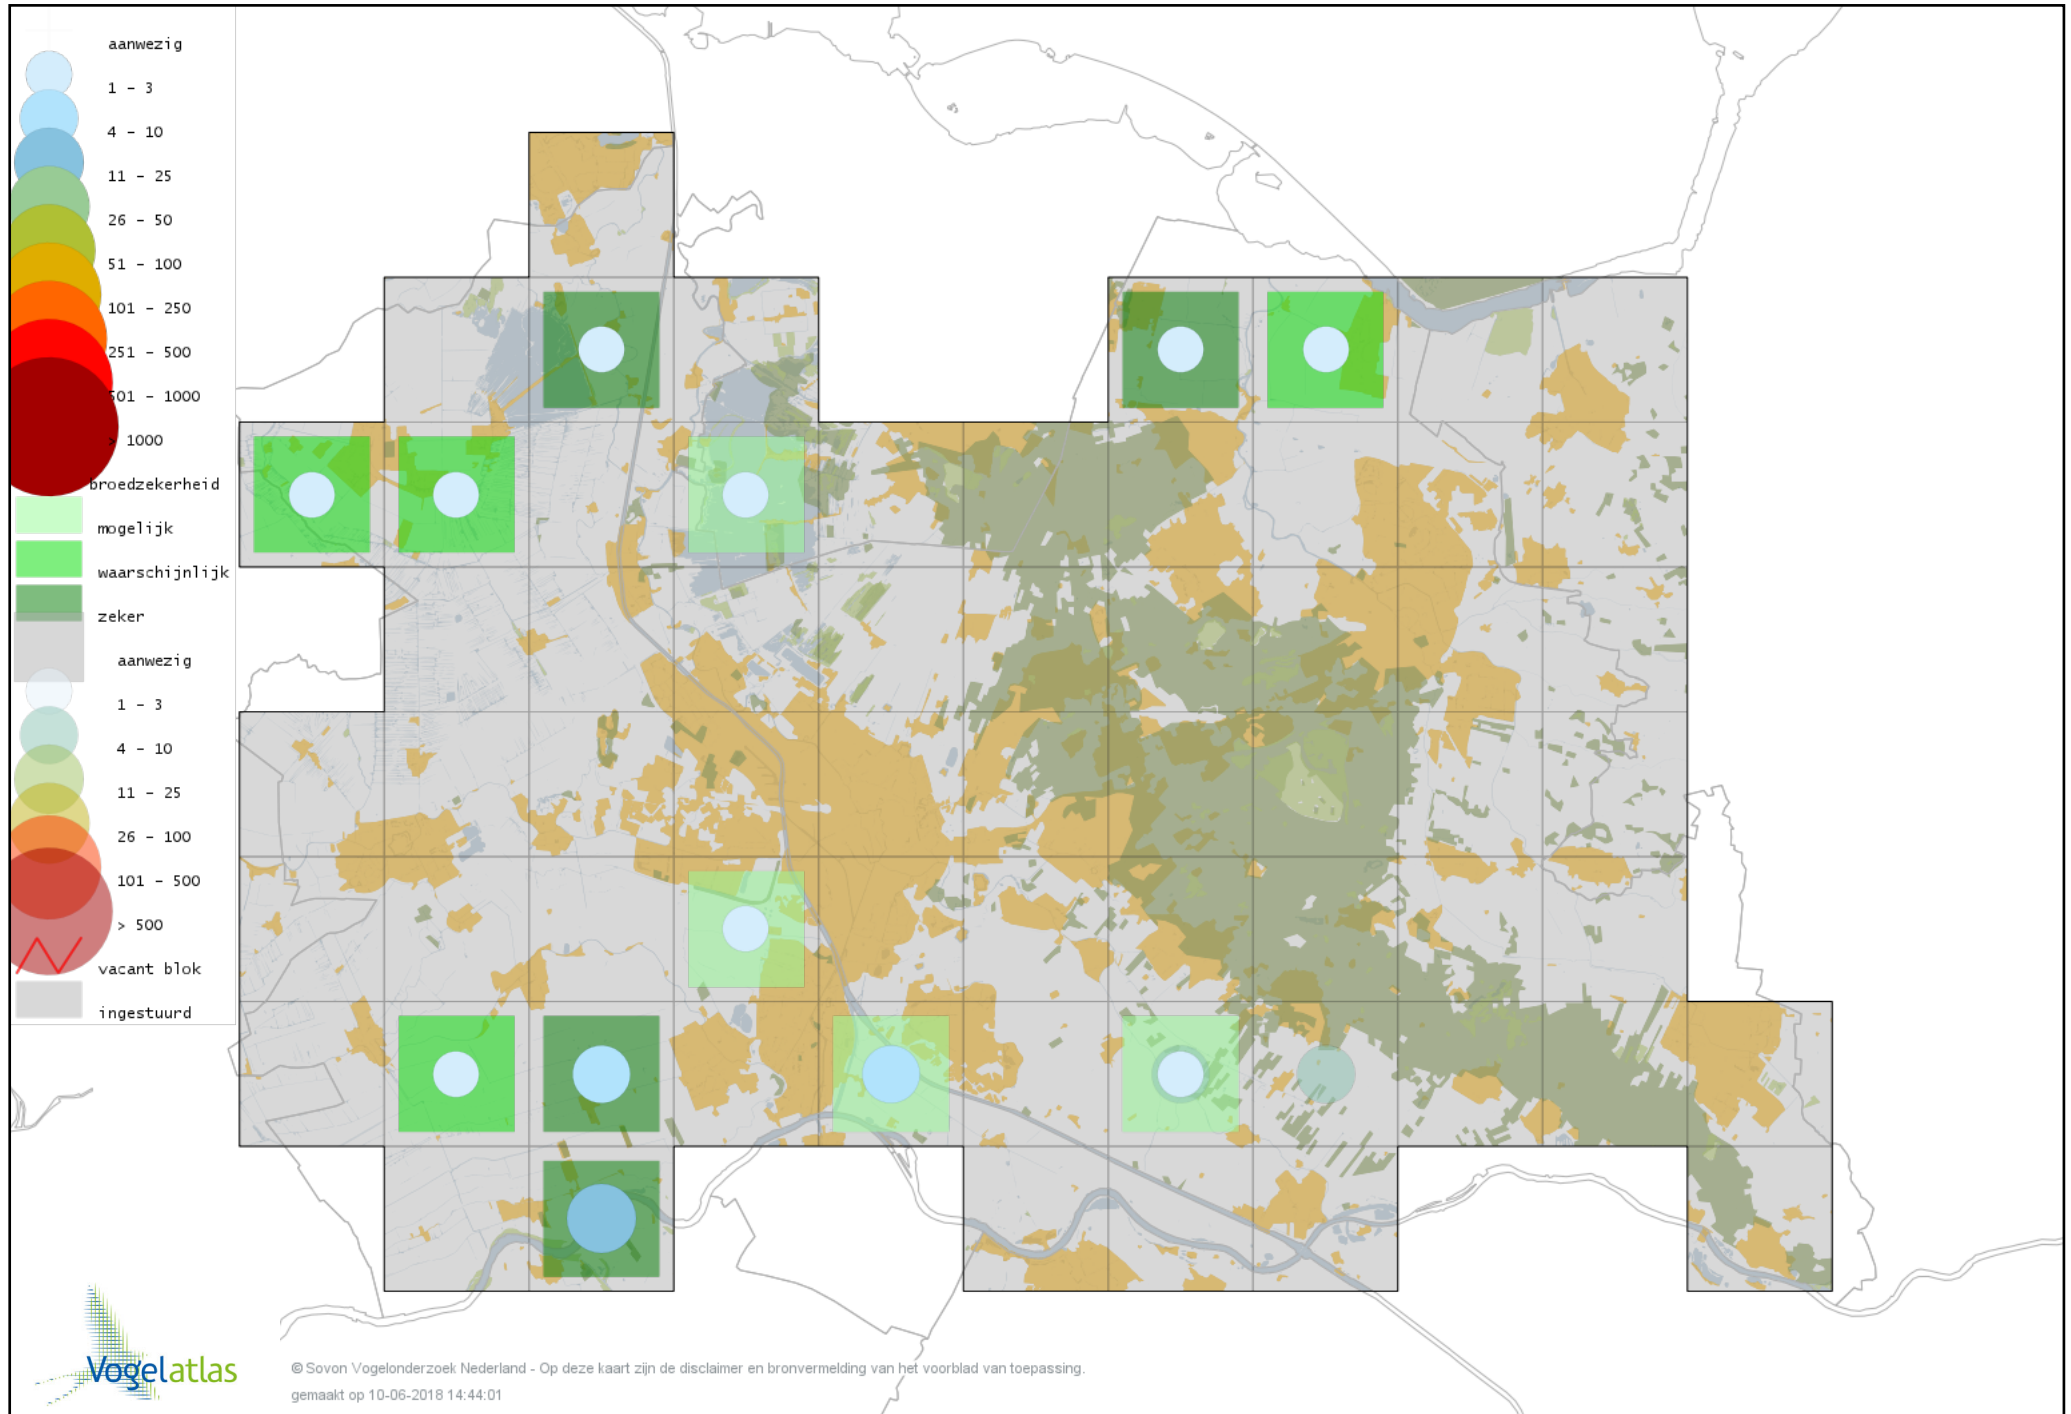 aanwezig
1 - 3
4 - 10
11 - 25
26 - 50
51 - 100
101 - 250
251 - 500
501 - 1000
> 1000
broedzekerheid
mogelijk
waarschijnlijk
zeker
aanwezig
1 - 3
4 - 10
11 - 25
26 - 100
101 - 500
> 500
vacant blok
ingestuurd
Vogelatlas
© Sovon Vogelonderzoek Nederland - Op deze kaart zijn de disclaimer en bronvermelding van het voorblad van toepassing.
gemaakt op 10-06-2018 14:44:01